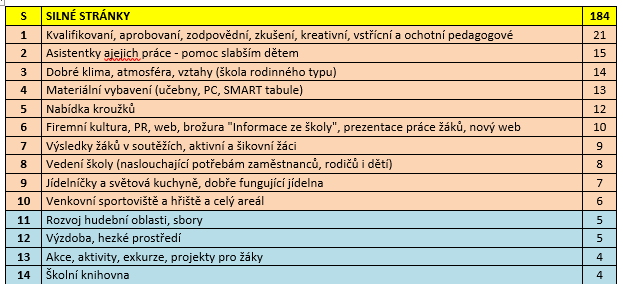 S SILNÉ STRÁNKY 184
1 Kvalifikovaní, aprobovaní, zodpovědní, zkušení, kreativní, vstřícní a ochotní pedagogové 21
2 Asistentky ajejich práce - pomoc slabším dětem 15
3 Dobré klima, atmosféra, vztahy (škola rodinného typu) 14
4 Materiální vybavení (učebny, PC, SMART tabule) 13
5 Nabídka kroužků 12
6 Firemní kultura, PR, web, brožura "Informace ze školy", prezentace práce žáků, nový web 10
7 Výsledky žáků v soutěžích, aktivní a šikovní žáci 9
8 Vedení školy (naslouchající potřebám zaměstnanců, rodičů i dětí) 8
9 Jídelníčky a světová kuchyně, dobře fungující jídelna 7
10 Venkovní sportoviště a hřiště a celý areál 6
11 Rozvoj hudební oblasti, sbory 5
12 Výzdoba, hezké prostředí 5
13 Akce, aktivity, exkurze, projekty pro žáky 4
14 Školní knihovna 4